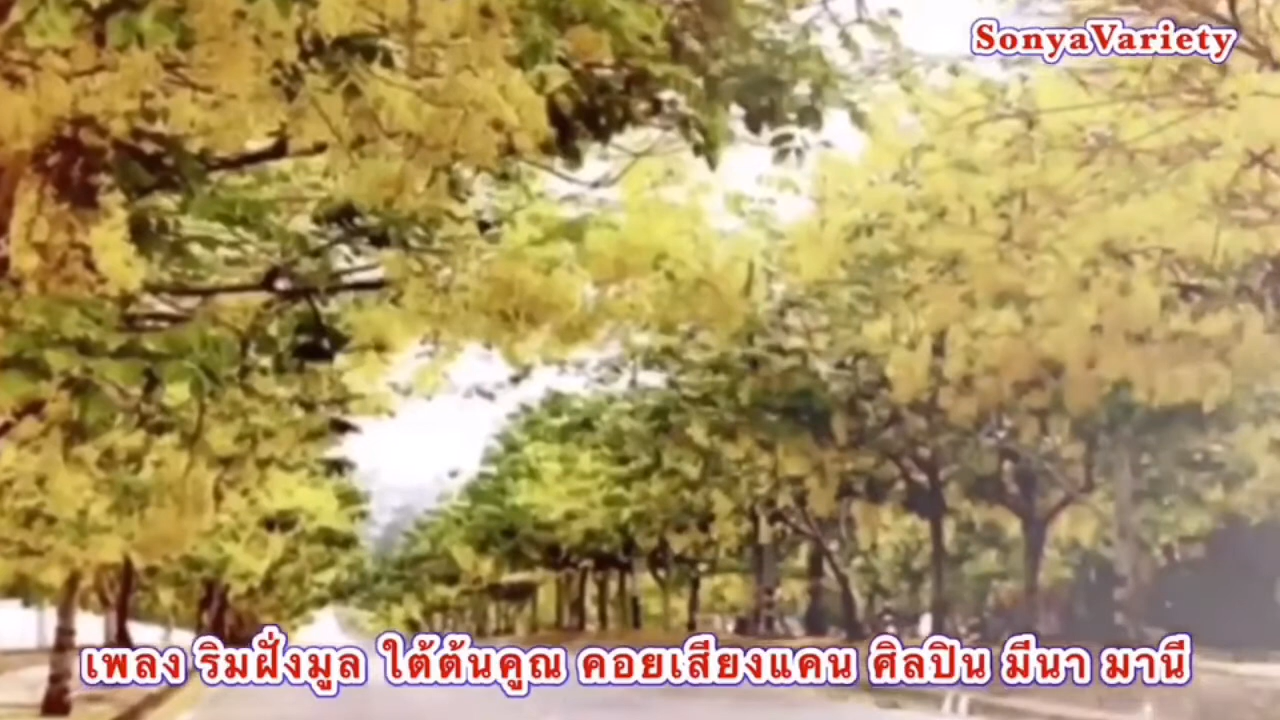 SonyaVariety
เพลง ริมฝั่งมูล ใต้ต้นคูณ คอยเสียงแคน ศิลปิน มีนา มานี